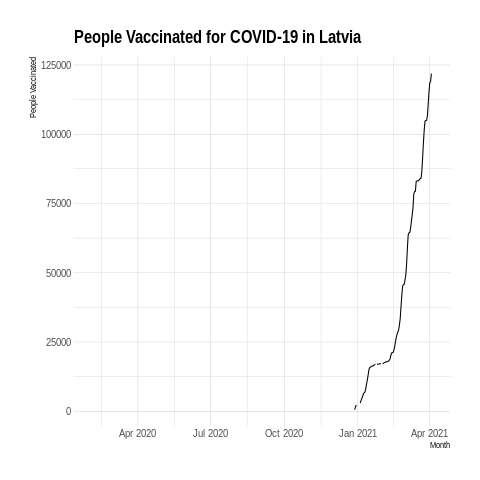 People Vaccinated for COVID-19 in Latvia
People Vaccinated
125000
100000
75000
50000
25000
0
Apr 2020 Jul 2020 Oct 2020 Jan 2021 Apr 2021
Month